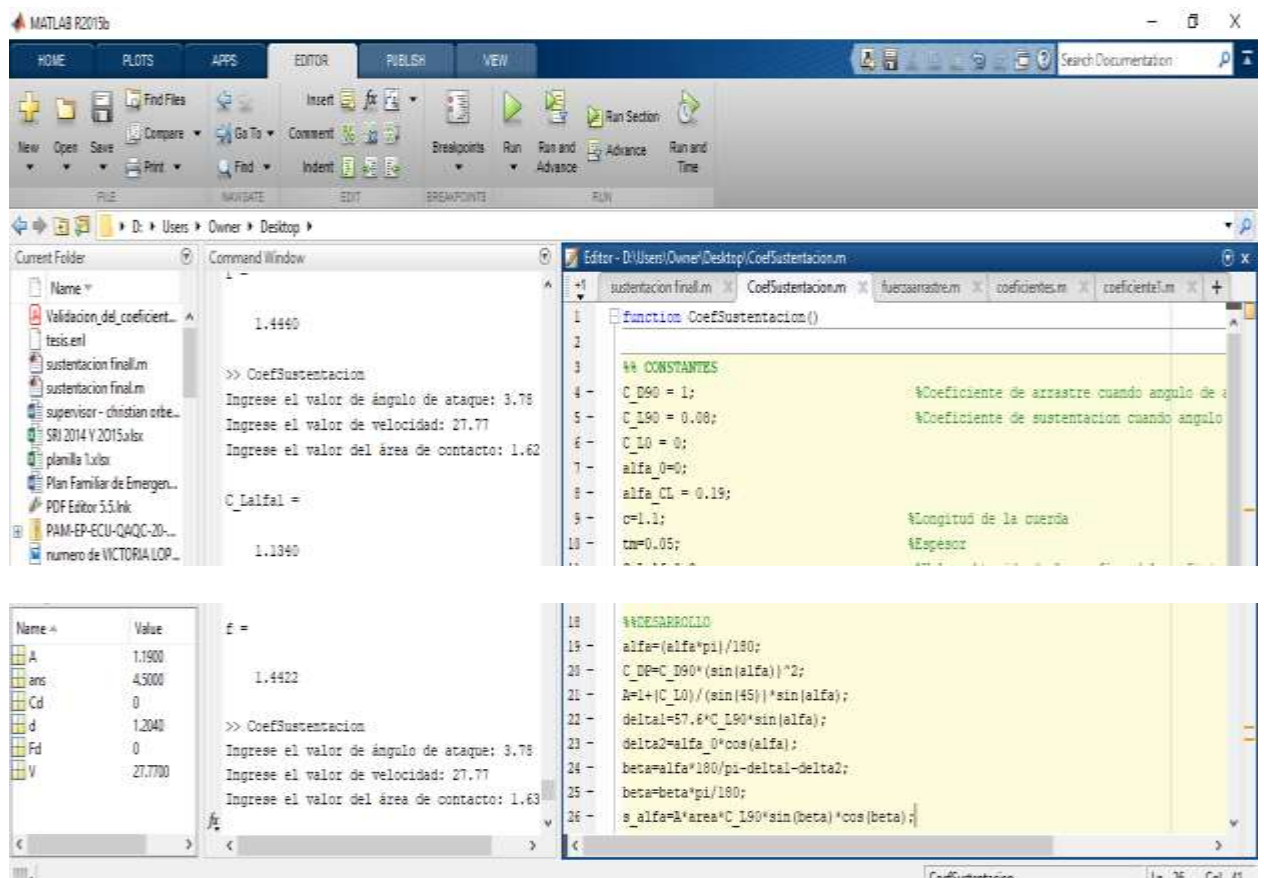 MATLAB R2015b
HOME PLOTS APPS EDITOR PUBLISH VIEW
Search Documentation
New Open Save Find Files Compare Print
Go To Find
Insert fx Comment Indent
Breakpoints
Run Run and Advance Run Section Advance Run and Time
FILE NAVIGATE EDIT BREAKPOINTS RUN
D: Users Owner Desktop
Current Folder
Name
Validacion_del_coeficient...
tesis.enl
sustentacion finall.m
sustentacion final.m
supervisor - christian orbe...
SRI 2014 Y 2015.xlsx
planilla 1.xlsx
Plan Familiar de Emergen...
PDF Editor 5.5.lnk
PAM-EP-ECU-QAQC-20-...
numero de VICTORIA LOP...
Command Window
1.4440
>> CoefSustentacion
Ingrese el valor de ángulo de ataque: 3.78
Ingrese el valor de velocidad: 27.77
Ingrese el valor del área de contacto: 1.62
C_Lalfa1 =
1.1340
Editor - D:\Users\Owner\Desktop\CoefSustentacion.m
sustentacion finall.m CoefSustentacion.m fuerzaarrastre.m coeficientes.m coeficiente1.m +
1 function CoefSustentacion()
2
3 %% CONSTANTES
4 - C_D90 = 1; %Coeficiente de arrastre cuando angulo de a
5 - C_L90 = 0.08; %Coeficiente de sustentacion cuando angulo
6 - C_L0 = 0;
7 - alfa_0=0;
8 - alfa_CL = 0.19;
9 - c=1.1; %Longitud de la cuerda
10 - tm=0.05; %Espesor
Name Value
A 1.1900
ans 4.5000
Cd 0
d 1.2040
Fd 0
V 27.7700
f =
1.4422
>> CoefSustentacion
Ingrese el valor de ángulo de ataque: 3.78
Ingrese el valor de velocidad: 27.77
Ingrese el valor del área de contacto: 1.63
fx
18 %%DESARROLLO
19 - alfa=(alfa*pi)/180;
20 - C_DP=C_D90*(sin(alfa))^2;
21 - A=1+(C_L0)/(sin(45))*sin(alfa);
22 - delta1=57.6*C_L90*sin(alfa);
23 - delta2=alfa_0*cos(alfa);
24 - beta=alfa*180/pi-delta1-delta2;
25 - beta=beta*pi/180;
26 - s_alfa=A*area*C_L90*sin(beta)*cos(beta);
CoefSustentacion Ln 26 Col 41